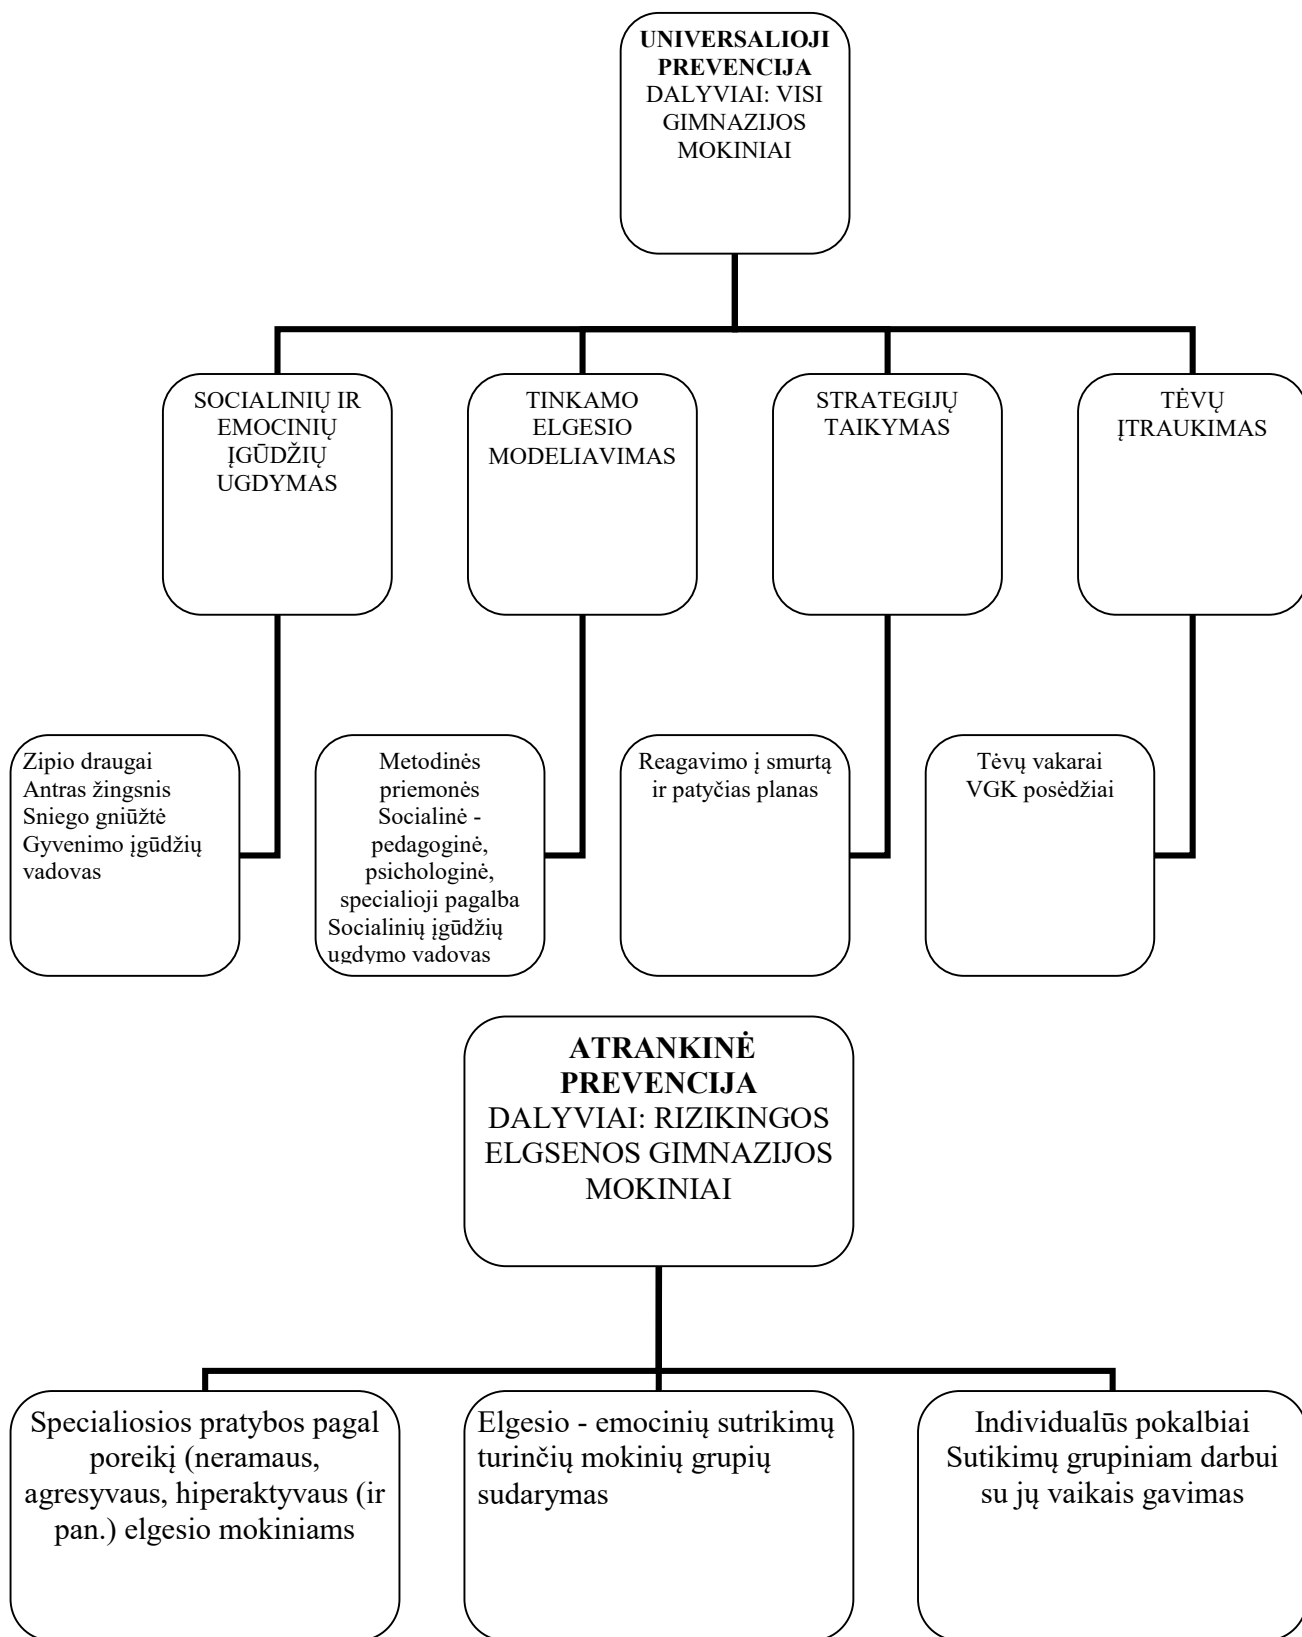 UNIVERSALIOJI
PREVENCIJA
DALYVIAI: VISI
GIMNAZIJOS
MOKINIAI
SOCIALINIŲ IR
EMOCINIŲ
ĮGŪDŽIŲ
UGDYMAS
TINKAMO
ELGESIO
MODELIAVIMAS
STRATEGIJŲ
TAIKYMAS
TĖVŲ
ĮTRAUKIMAS
Zipio draugai
Antras žingsnis
Sniego gniūžtė
Gyvenimo įgūdžių
vadovas
Metodinės
priemonės
Socialinė -
pedagoginė,
psichologinė,
specialioji pagalba
Socialinių įgūdžių
ugdymo vadovas
Reagavimo į smurtą
ir patyčias planas
Tėvų vakarai
VGK posėdžiai
ATRANKINĖ
PREVENCIJA
DALYVIAI: RIZIKINGOS
ELGSENOS GIMNAZIJOS
MOKINIAI
Specialiosios pratybos pagal
poreikį (neramaus,
agresyvaus, hiperaktyvaus (ir
pan.) elgesio mokiniams
Elgesio - emocinių sutrikimų
turinčių mokinių grupių
sudarymas
Individualūs pokalbiai
Sutikimų grupiniam darbui
su jų vaikais gavimas